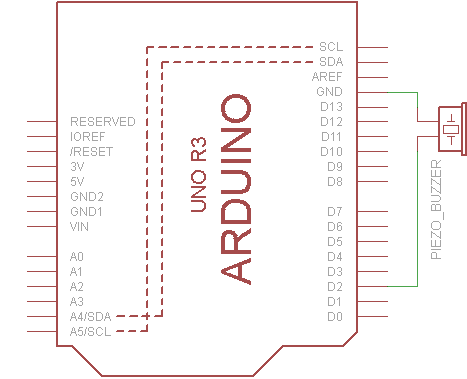 RESERVED
IOREF
/RESET
3V
5V
GND2
GND1
VIN
A0
A1
A2
A3
A4/SDA
A5/SCL
UNO R3
ARDUINO
SCL
SDA
AREF
GND
D13
D12
D11
D10
D9
D8
D7
D6
D5
D4
D3
D2
D1
D0
PIEZO_BUZZER